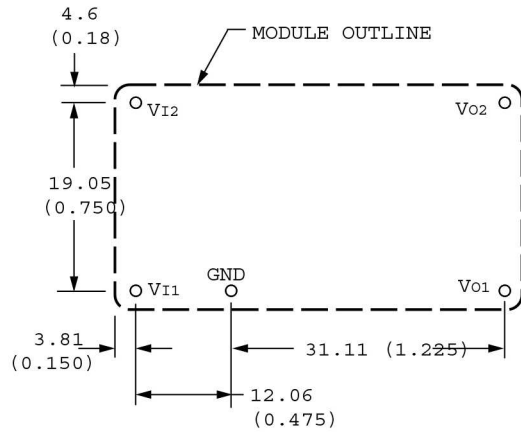 4.6
(0.18)
MODULE OUTLINE
VI2
VO2
19.05
(0.750)
GND
VI1
VO1
3.81
(0.150)
31.11 (1.225)
12.06
(0.475)